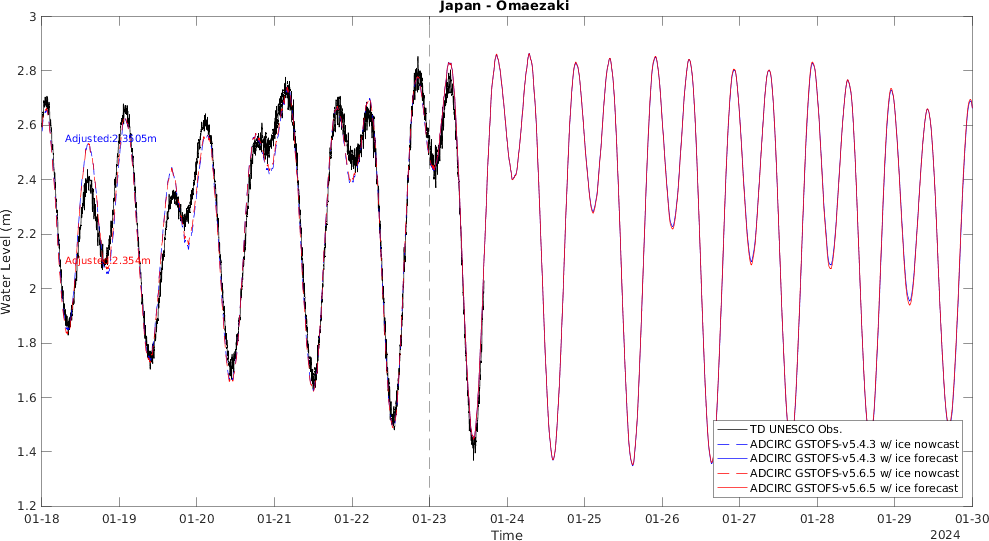 Japan - Omaezaki
Water Level (m)
3
2.8
2.6
2.4
2.2
2
1.8
1.6
1.4
1.2
Adjusted:2.3505m
Adjusted:2.354m
TD UNESCO Obs.
ADCIRC GSTOFS-v5.4.3 w/ ice nowcast
ADCIRC GSTOFS-v5.4.3 w/ ice forecast
ADCIRC GSTOFS-v5.6.5 w/ ice nowcast
ADCIRC GSTOFS-v5.6.5 w/ ice forecast
01-18 01-19 01-20 01-21 01-22 01-23 01-24 01-25 01-26 01-27 01-28 01-29 01-30
Time
2024